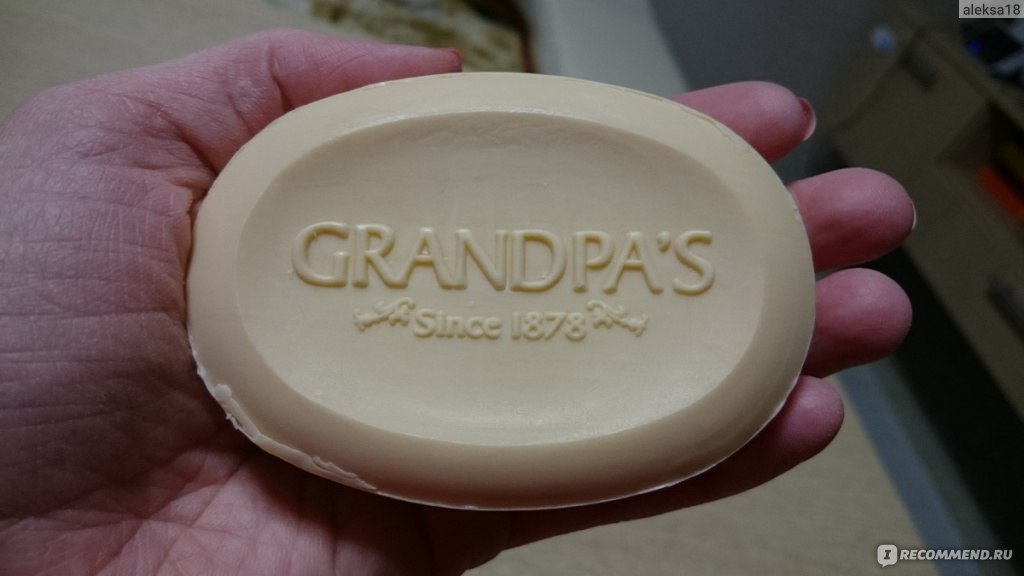 aleksa18
GRANDPA'S
Since 1878
RECOMMEND.RU